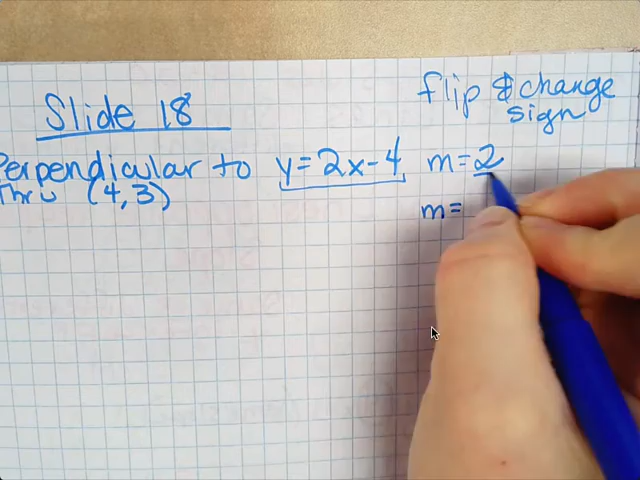 Slide 18
flip & change
sign
Perpendicular to y=2x-4 m=2
Thru (4,3)
m=